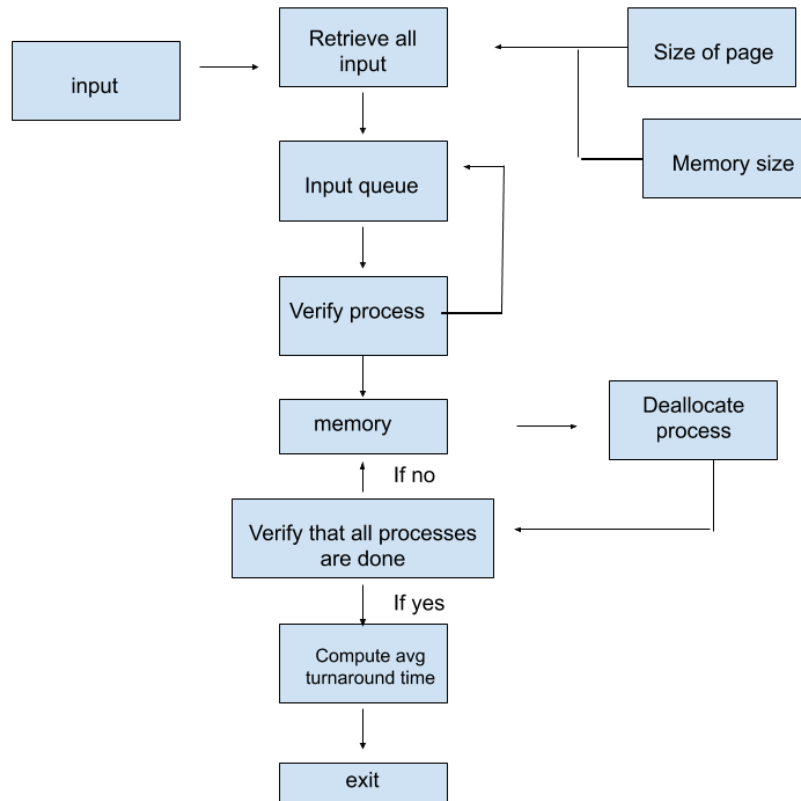 Retrieve all
input
Size of page
input
Memory size
Input queue
Verify process
memory
Deallocate
process
If no
Verify that all processes
are done
If yes
Compute avg
turnaround time
exit